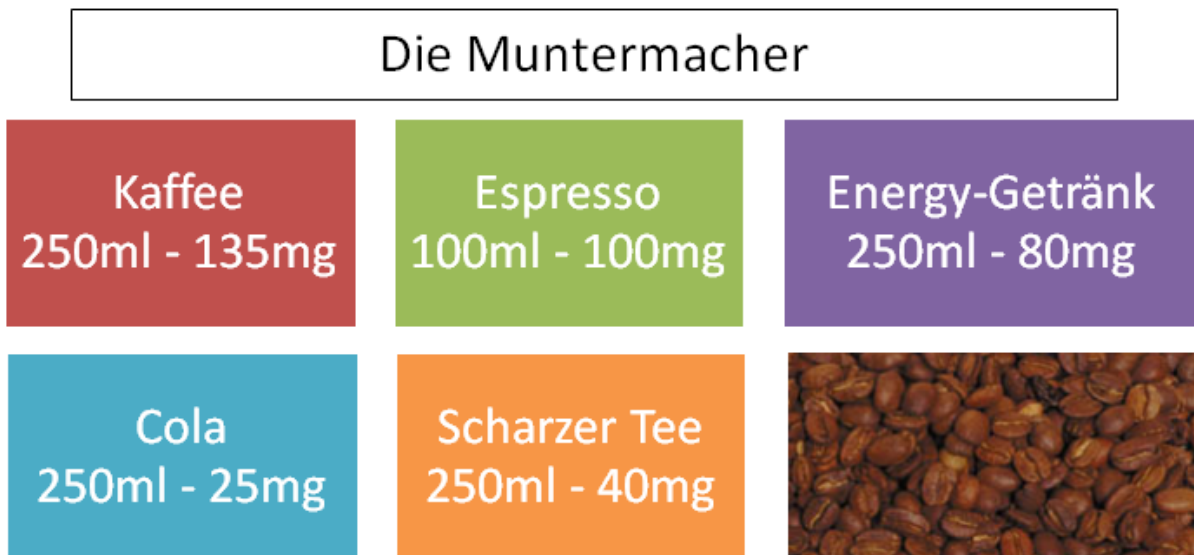 Die Muntermacher
Kaffee
250ml - 135mg
Espresso
100ml - 100mg
Energy-Getränk
250ml - 80mg
Cola
250ml - 25mg
Scharzer Tee
250ml - 40mg